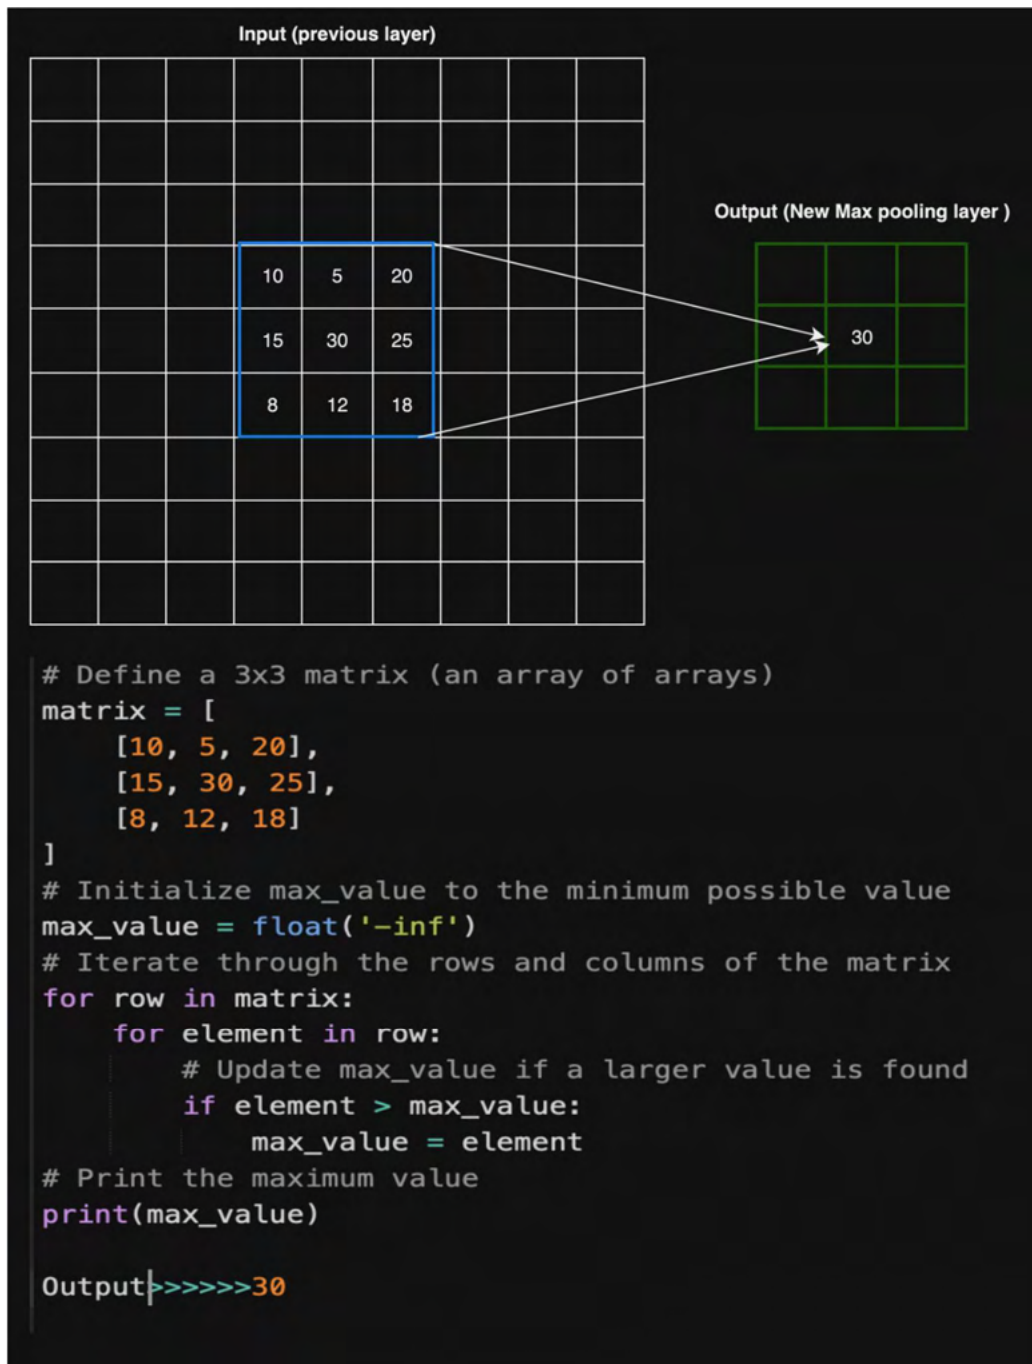 Input (previous layer)
Output (New Max pooling layer )
10 5 20
15 30 25
30
8 12 18
# Define a 3x3 matrix (an array of arrays)
matrix = [
    [10, 5, 20],
    [15, 30, 25],
    [8, 12, 18]
]
# Initialize max_value to the minimum possible value
max_value = float('-inf')
# Iterate through the rows and columns of the matrix
for row in matrix:
    for element in row:
        # Update max_value if a larger value is found
        if element > max_value:
            max_value = element
# Print the maximum value
print(max_value)
Output>>>>>>30